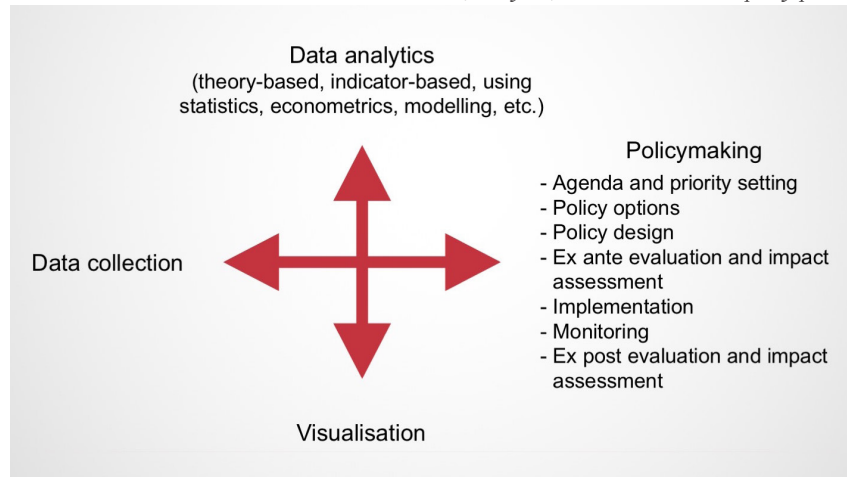 Data analytics
(theory-based, indicator-based, using
statistics, econometrics, modelling, etc.)
Policymaking
- Agenda and priority setting
- Policy options
- Policy design
- Ex ante evaluation and impact
assessment
- Implementation
- Monitoring
- Ex post evaluation and impact
assessment
Data collection
Visualisation